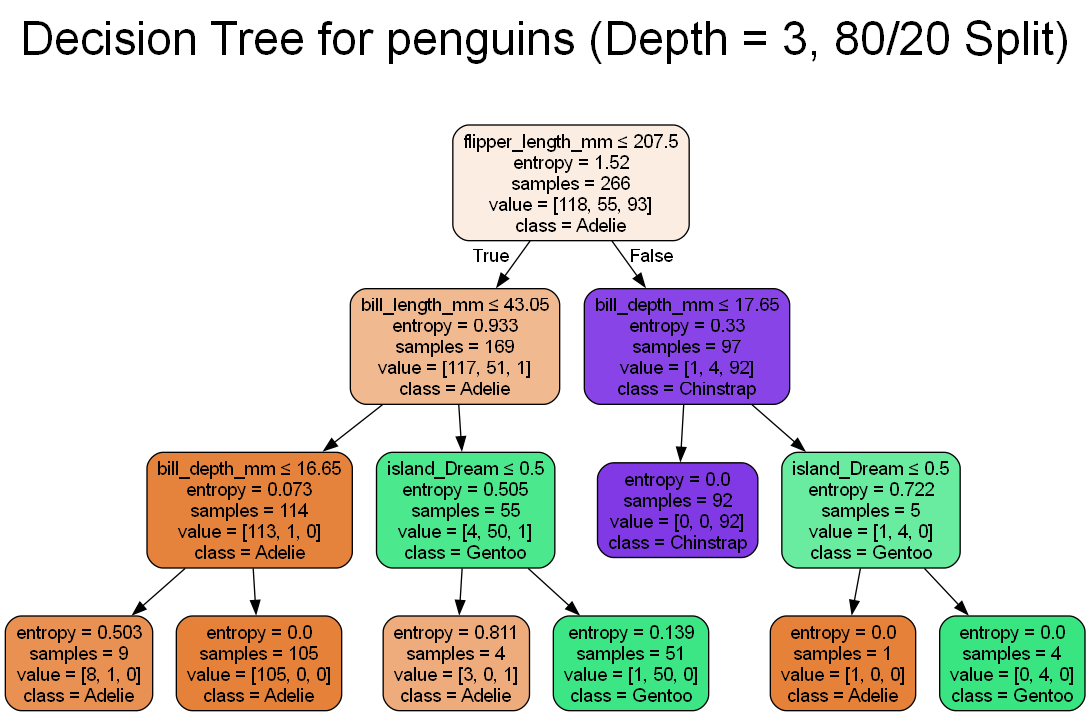 Decision Tree for penguins (Depth = 3, 80/20 Split)
flipper_length_mm ≤ 207.5
entropy = 1.52
samples = 266
value = [118, 55, 93]
class = Adelie
True
False
bill_length_mm ≤ 43.05
entropy = 0.933
samples = 169
value = [117, 51, 1]
class = Adelie
bill_depth_mm ≤ 17.65
entropy = 0.33
samples = 97
value = [1, 4, 92]
class = Chinstrap
bill_depth_mm ≤ 16.65
entropy = 0.073
samples = 114
value = [113, 1, 0]
class = Adelie
island_Dream ≤ 0.5
entropy = 0.505
samples = 55
value = [4, 50, 1]
class = Gentoo
entropy = 0.0
samples = 92
value = [0, 0, 92]
class = Chinstrap
island_Dream ≤ 0.5
entropy = 0.722
samples = 5
value = [1, 4, 0]
class = Gentoo
entropy = 0.503
samples = 9
value = [8, 1, 0]
class = Adelie
entropy = 0.0
samples = 105
value = [105, 0, 0]
class = Adelie
entropy = 0.811
samples = 4
value = [3, 0, 1]
class = Adelie
entropy = 0.139
samples = 51
value = [1, 50, 0]
class = Gentoo
entropy = 0.0
samples = 1
value = [1, 0, 0]
class = Adelie
entropy = 0.0
samples = 4
value = [0, 4, 0]
class = Gentoo